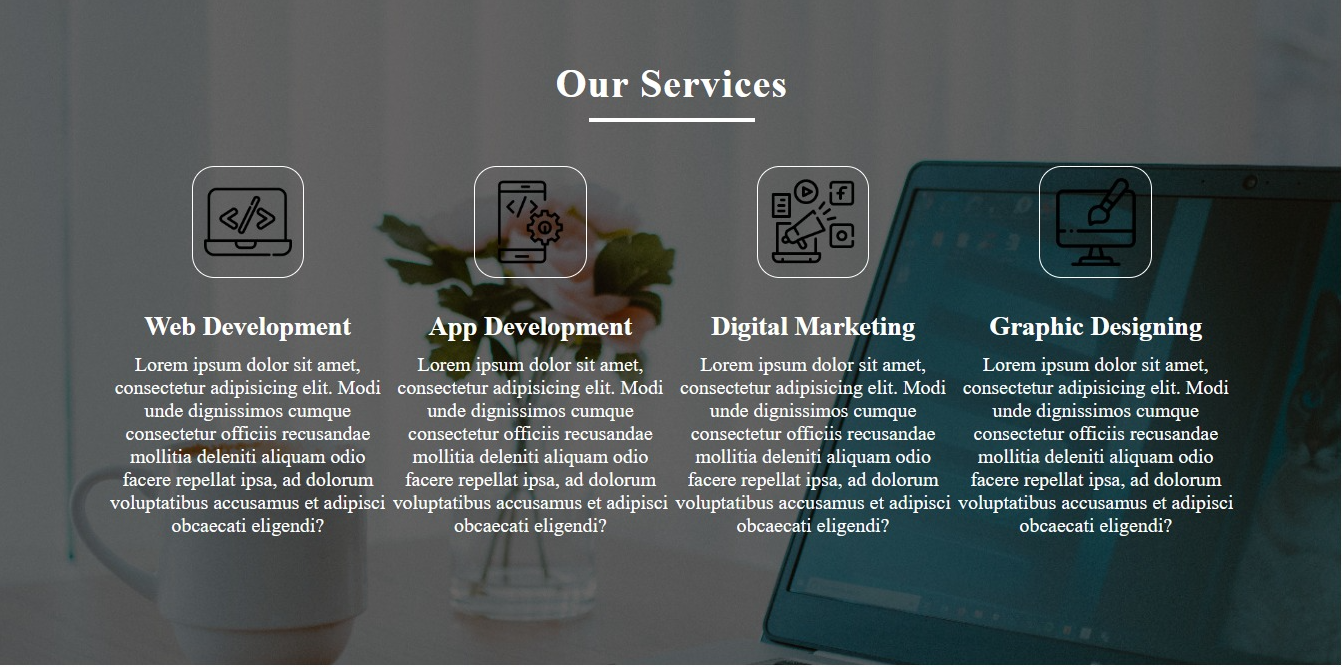 Our Services
Web Development
Lorem ipsum dolor sit amet,
consectetur adipisicing elit. Modi
unde dignissimos cumque
consectetur officiis recusandae
mollitia deleniti aliquam odio
facere repellat ipsa, ad dolorum
voluptatibus accusamus et adipisci
obcaecati eligendi?
App Development
Lorem ipsum dolor sit amet,
consectetur adipisicing elit. Modi
unde dignissimos cumque
consectetur officiis recusandae
mollitia deleniti aliquam odio
facere repellat ipsa, ad dolorum
voluptatibus accusamus et adipisci
obcaecati eligendi?
Digital Marketing
Lorem ipsum dolor sit amet,
consectetur adipisicing elit. Modi
unde dignissimos cumque
consectetur officiis recusandae
mollitia deleniti aliquam odio
facere repellat ipsa, ad dolorum
voluptatibus accusamus et adipisci
obcaecati eligendi?
Graphic Designing
Lorem ipsum dolor sit amet,
consectetur adipisicing elit. Modi
unde dignissimos cumque
consectetur officiis recusandae
mollitia deleniti aliquam odio
facere repellat ipsa, ad dolorum
voluptatibus accusamus et adipisci
obcaecati eligendi?